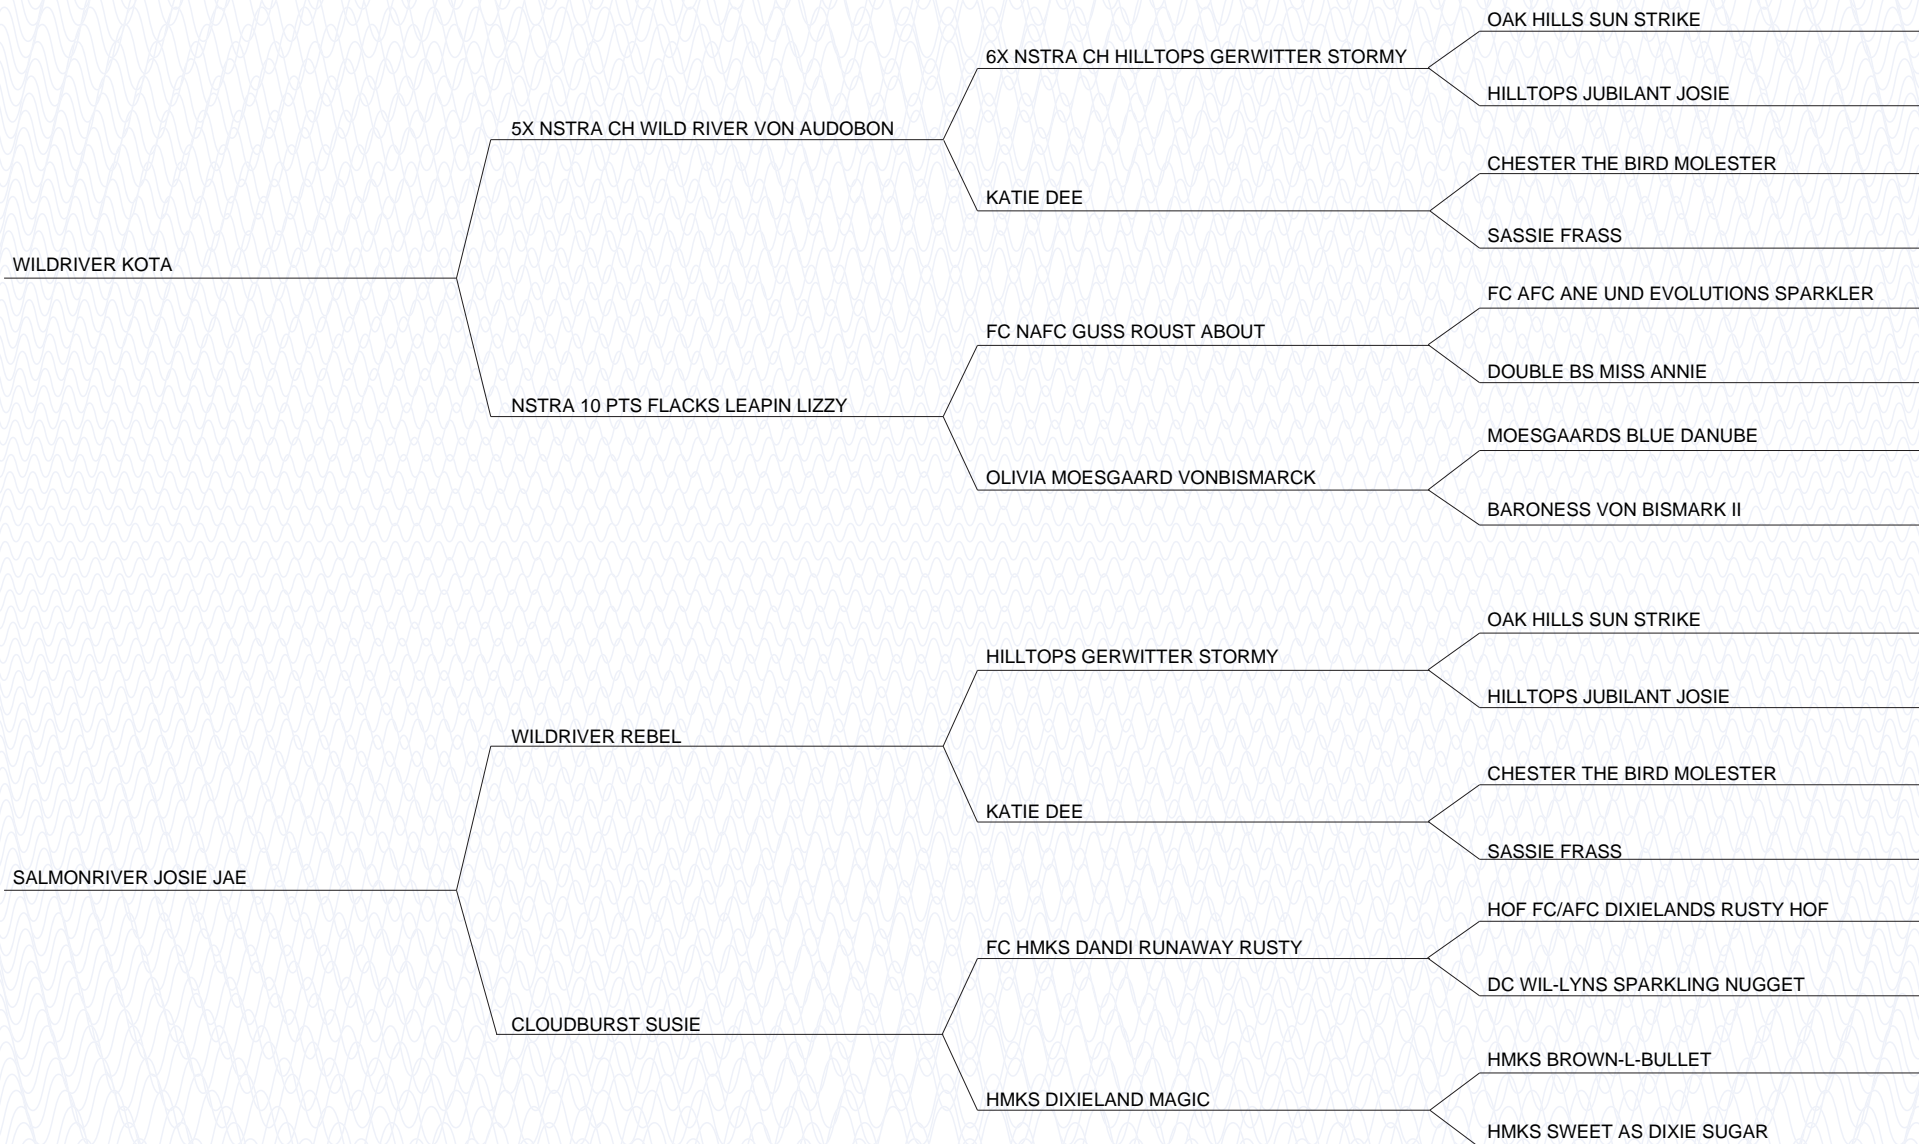 OAK HILLS SUN STRIKE
6X NSTRA CH HILLTOPS GERWITTER STORMY
HILLTOPS JUBILANT JOSIE
5X NSTRA CH WILD RIVER VON AUDOBON
CHESTER THE BIRD MOLESTER
KATIE DEE
SASSIE FRASS
WILDRIVER KOTA
FC AFC ANE UND EVOLUTIONS SPARKLER
FC NAFC GUSS ROUST ABOUT
DOUBLE BS MISS ANNIE
NSTRA 10 PTS FLACKS LEAPIN LIZZY
MOESGAARDS BLUE DANUBE
OLIVIA MOESGAARD VONBISMARCK
BARONESS VON BISMARK II
OAK HILLS SUN STRIKE
HILLTOPS GERWITTER STORMY
HILLTOPS JUBILANT JOSIE
WILDRIVER REBEL
CHESTER THE BIRD MOLESTER
KATIE DEE
SASSIE FRASS
SALMONRIVER JOSIE JAE
HOF FC/AFC DIXIELANDS RUSTY HOF
FC HMKS DANDI RUNAWAY RUSTY
DC WIL-LYNS SPARKLING NUGGET
CLOUDBURST SUSIE
HMKS BROWN-L-BULLET
HMKS DIXIELAND MAGIC
HMKS SWEET AS DIXIE SUGAR